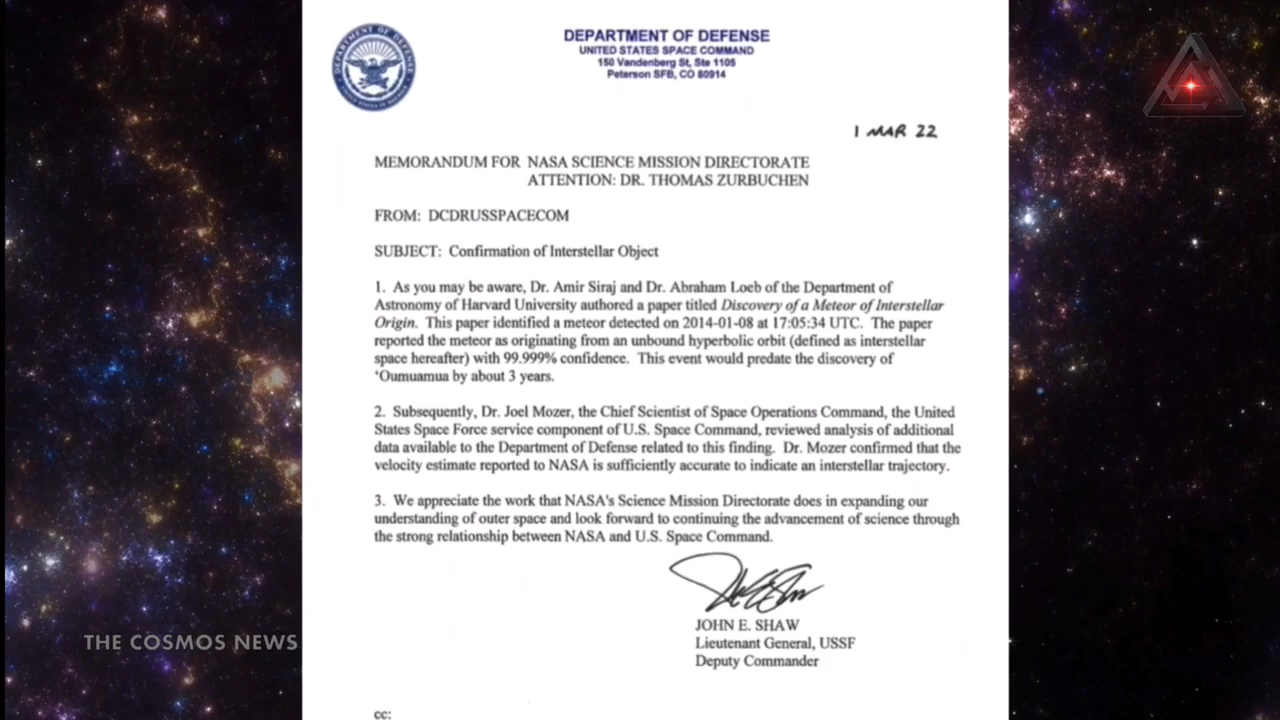 DEPARTMENT OF DEFENSE
UNITED STATES SPACE COMMAND
150 Vandenberg St, Ste 1105
Peterson SFB, CO 80914
1 MAR 22
MEMORANDUM FOR NASA SCIENCE MISSION DIRECTORATE
ATTENTION: DR. THOMAS ZURBUCHEN
FROM: DCDRUSSPACECOM
SUBJECT: Confirmation of Interstellar Object
1. As you may be aware, Dr. Amir Siraj and Dr. Abraham Loeb of the Department of
Astronomy of Harvard University authored a paper titled Discovery of a Meteor of Interstellar
Origin. This paper identified a meteor detected on 2014-01-08 at 17:05:34 UTC. The paper
reported the meteor as originating from an unbound hyperbolic orbit (defined as interstellar
space hereafter) with 99.999% confidence. This event would predate the discovery of
‘Oumuamua by about 3 years.
2. Subsequently, Dr. Joel Mozer, the Chief Scientist of Space Operations Command, the United
States Space Force service component of U.S. Space Command, reviewed analysis of additional
data available to the Department of Defense related to this finding. Dr. Mozer confirmed that the
velocity estimate reported to NASA is sufficiently accurate to indicate an interstellar trajectory.
3. We appreciate the work that NASA's Science Mission Directorate does in expanding our
understanding of outer space and look forward to continuing the advancement of science through
the strong relationship between NASA and U.S. Space Command.
JOHN E. SHAW
Lieutenant General, USSF
Deputy Commander
cc:
THE COSMOS NEWS
DEPARTMENT OF DEFENSE